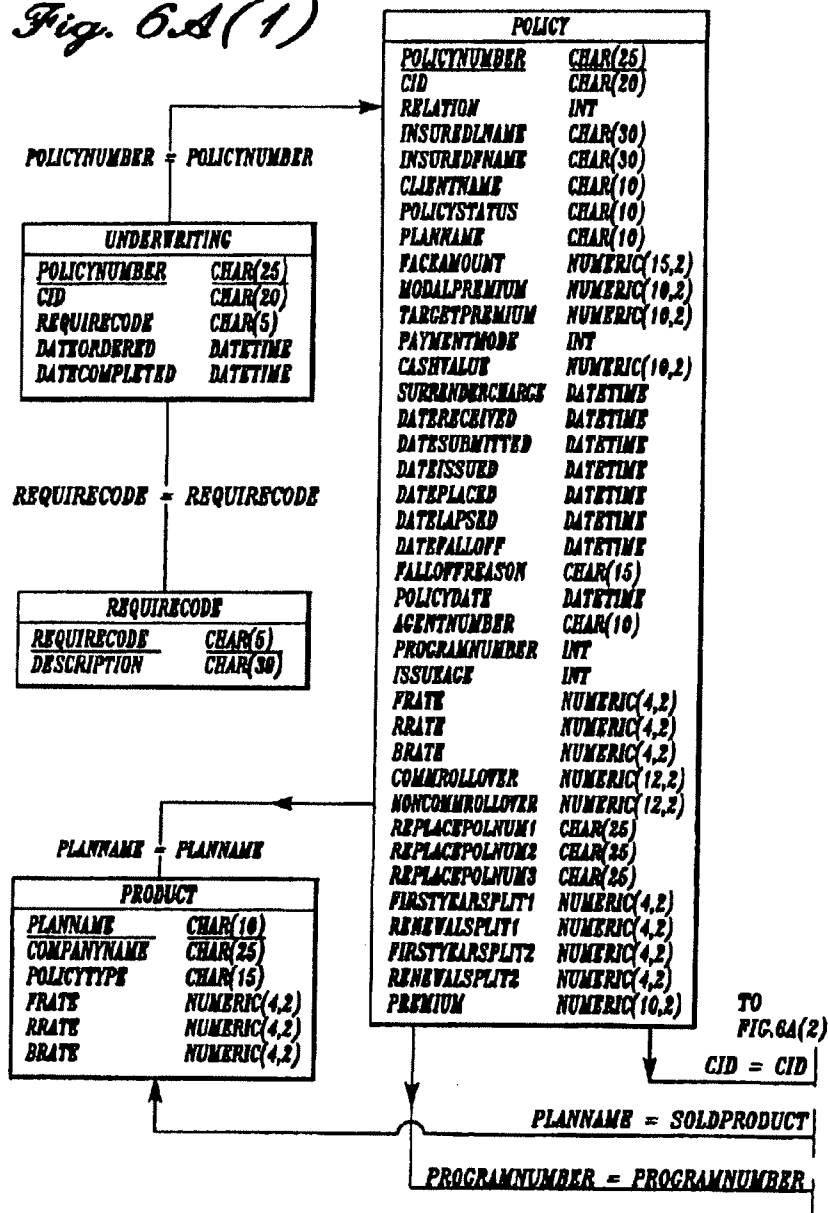 Fig. 6A(1)
POLICY
POLICYNUMBER CHAR(25)
CID CHAR(20)
RELATION INT
INSUREDLNAME CHAR(30)
INSUREDFNAME CHAR(30)
CLIENTNAME CHAR(10)
POLICYSTATUS CHAR(10)
PLANNAME CHAR(10)
FACEAMOUNT NUMERIC(15,2)
MODALPREMIUM NUMERIC(10,2)
TARGETPREMIUM NUMERIC(10,2)
PAYMENTMODE INT
CASHVALUE NUMERIC(10,2)
SURRENDERCHARGE DATETIME
DATERECEIVED DATETIME
DATESUBMITTED DATETIME
DATEISSUED DATETIME
DATEPLACED DATETIME
DATELAPSED DATETIME
DATEFALLOFF DATETIME
FALLOFFREASON CHAR(15)
POLICYDATE DATETIME
AGENTNUMBER CHAR(10)
PROGRAMNUMBER INT
ISSUEAGE INT
FRATE NUMERIC(4,2)
RRATE NUMERIC(4,2)
BRATE NUMERIC(4,2)
COMMROLLOVER NUMERIC(12,2)
NONCOMMROLLOVER NUMERIC(12,2)
REPLACEPOLNUM1 CHAR(25)
REPLACEPOLNUM2 CHAR(25)
REPLACEPOLNUM3 CHAR(25)
FIRSTYEARSPLIT1 NUMERIC(4,2)
RENEWALSPLIT1 NUMERIC(4,2)
FIRSTYEARSPLIT2 NUMERIC(4,2)
RENEWALSPLIT2 NUMERIC(4,2)
PREMIUM NUMERIC(10,2)
POLICYNUMBER = POLICYNUMBER
UNDERWRITING
POLICYNUMBER CHAR(25)
CID CHAR(20)
REQUIRECODE CHAR(5)
DATEORDERED DATETIME
DATECOMPLETED DATETIME
REQUIRECODE = REQUIRECODE
REQUIRECODE
REQUIRECODE CHAR(5)
DESCRIPTION CHAR(30)
PLANNAME = PLANNAME
PRODUCT
PLANNAME CHAR(10)
COMPANYNAME CHAR(25)
POLICYTYPE CHAR(15)
FRATE NUMERIC(4,2)
RRATE NUMERIC(4,2)
BRATE NUMERIC(4,2)
TO
FIG.6A(2)
CID = CID
PLANNAME = SOLDPRODUCT
PROGRAMNUMBER = PROGRAMNUMBER